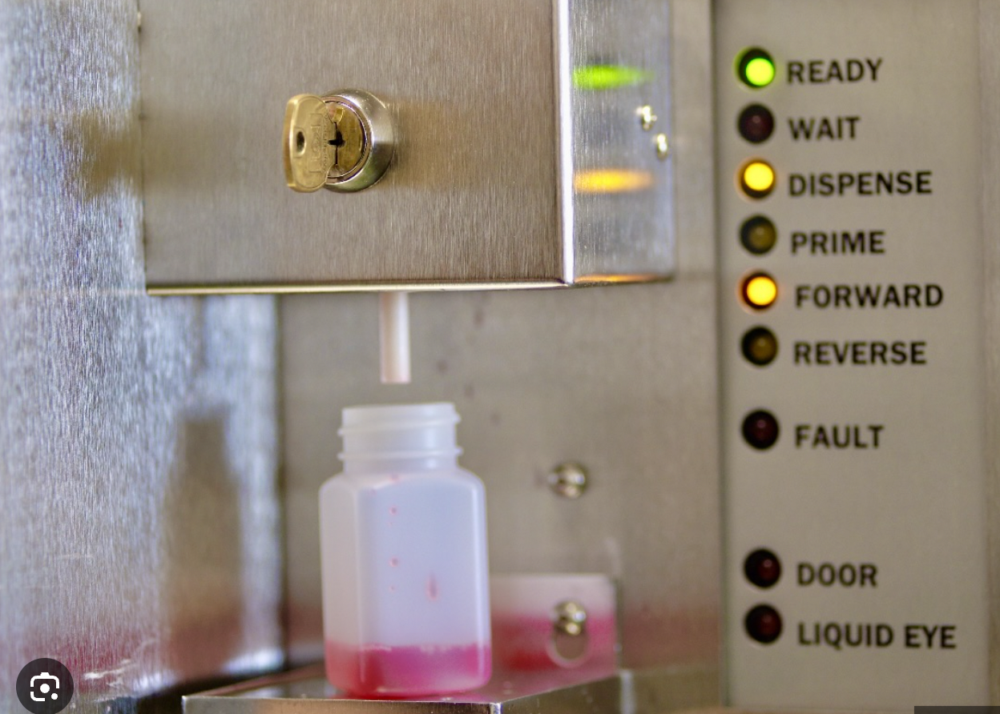 READY
WAIT
DISPENSE
PRIME
FORWARD
REVERSE
FAULT
DOOR
LIQUID EYE